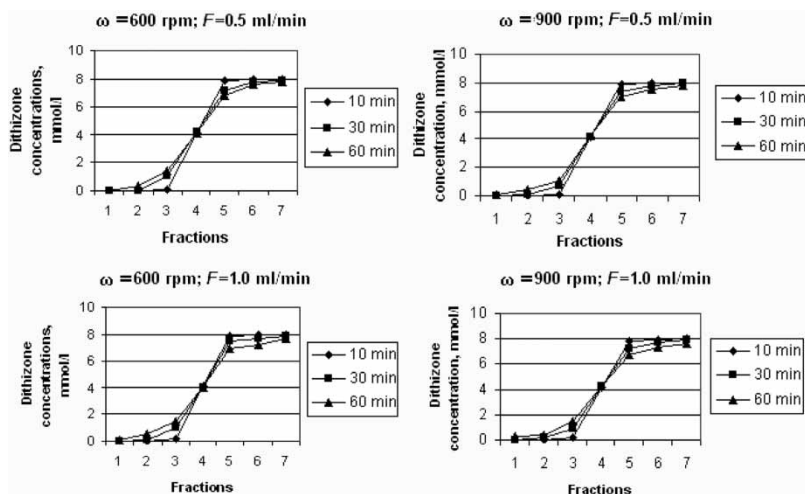 ω =600 rpm; F=0.5 ml/min
Dithizone
concentrations,
mmol/l
8
6
4
2
0
1 2 3 4 5 6 7
Fractions
10 min
30 min
60 min
ω =900 rpm; F=0.5 ml/min
Dithizone
concentration, mmol/l
10
8
6
4
2
0
1 2 3 4 5 6 7
Fractions
10 min
30 min
60 min
ω =600 rpm; F=1.0 ml/min
Dithizone
concentrations,
mmol/l
8
6
4
2
0
1 2 3 4 5 6 7
Fractions
10 min
30 min
60 min
ω =900 rpm; F=1.0 ml/min
Dithizone
concentration, mmol/l
10
8
6
4
2
0
1 2 3 4 5 6 7
Fractions
10 min
30 min
60 min